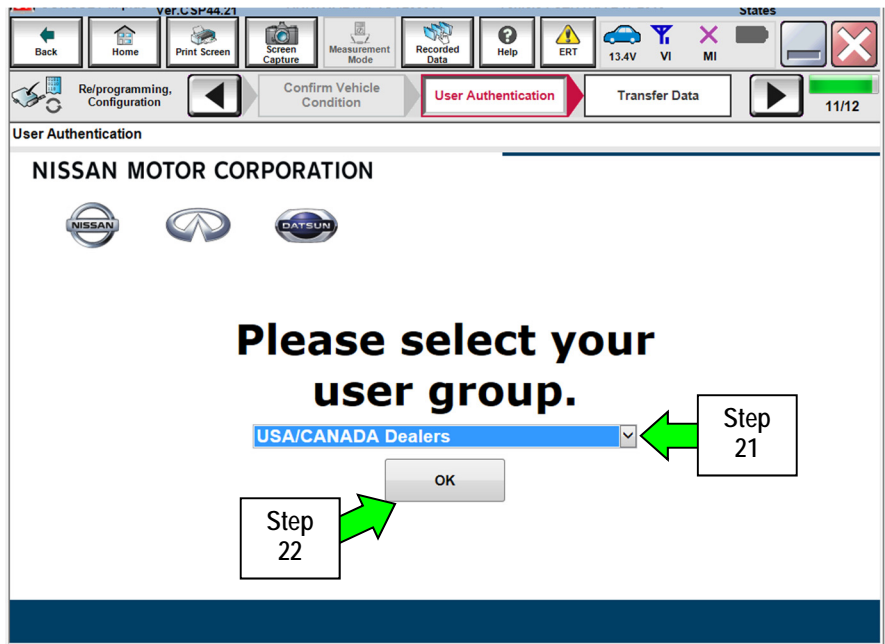 Ver.CSP44.21 States
Back Home Print Screen Screen Capture Measurement Mode Recorded Data Help ERT 13.4V VI MI
Re/programming, Configuration Confirm Vehicle Condition User Authentication Transfer Data 11/12
User Authentication
NISSAN MOTOR CORPORATION
NISSAN DATSUN
Please select your
user group.
USA/CANADA Dealers
Step
21
OK
Step
22